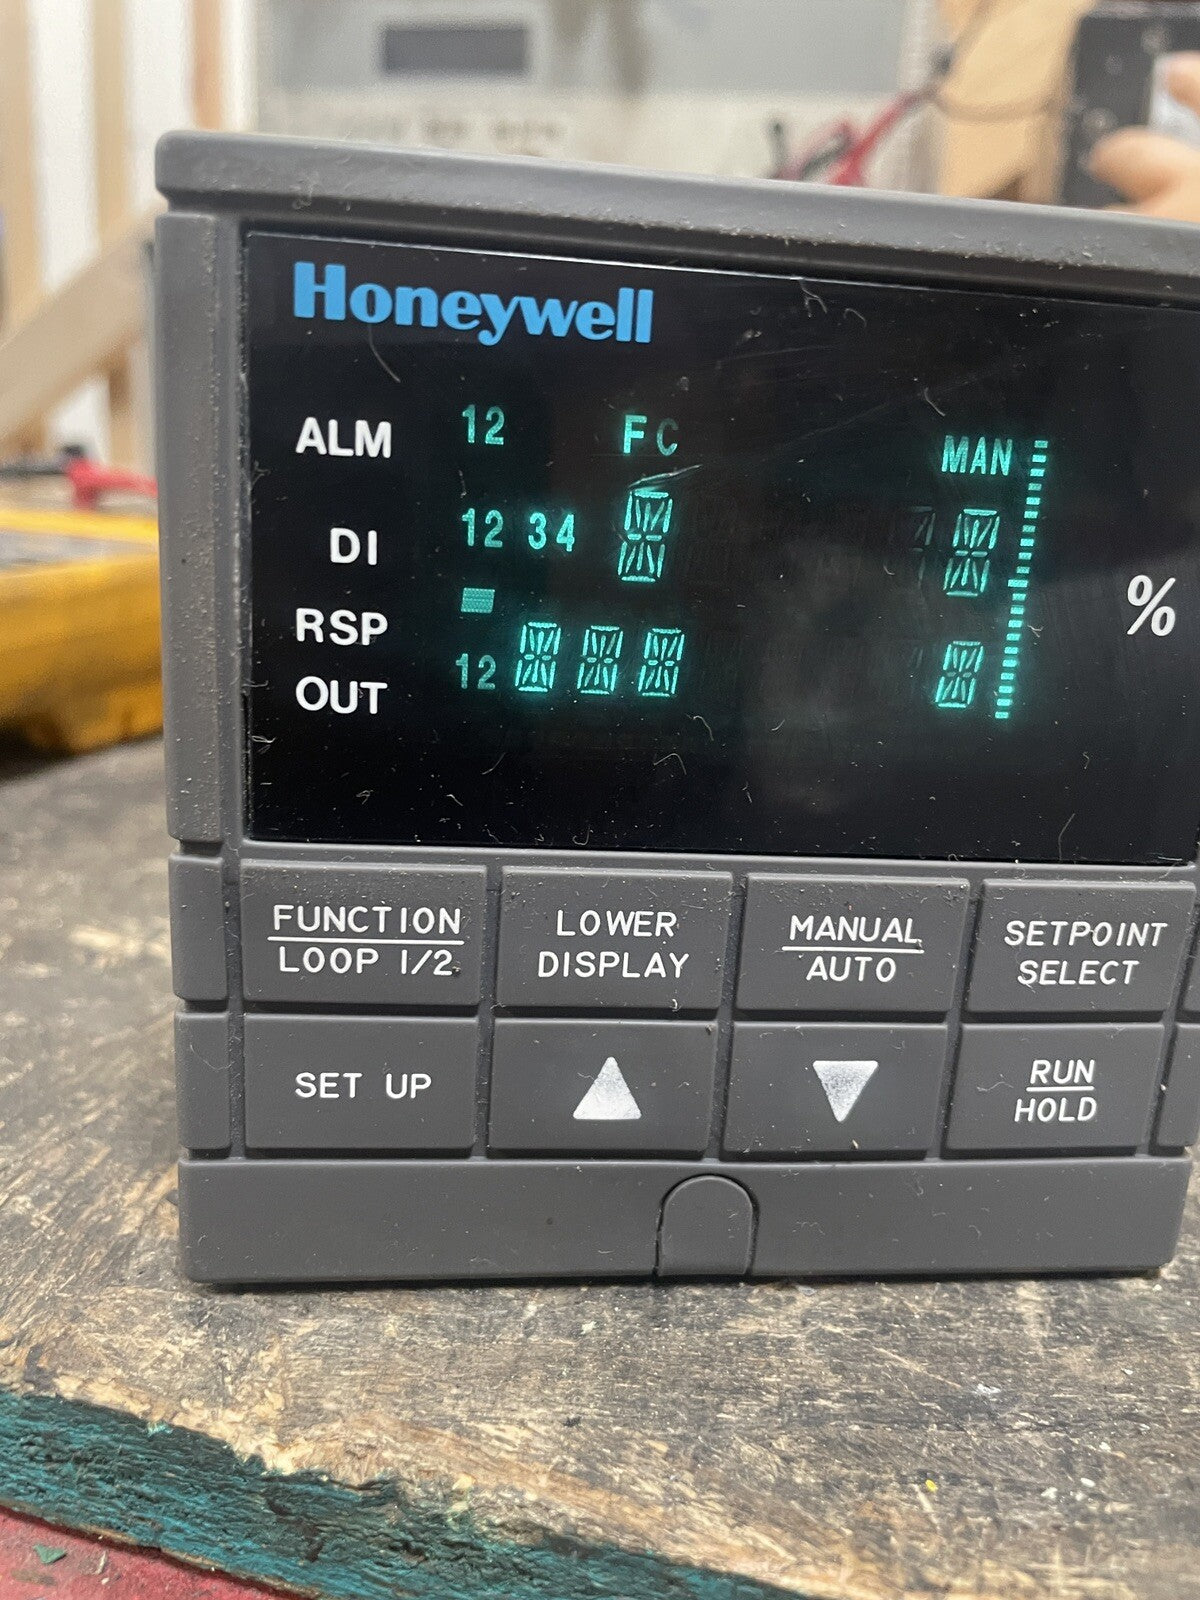 Honeywell
ALM 12 FC MAN
DI 12 34
RSP
OUT 12
%
FUNCTION LOWER MANUAL SETPOINT
LOOP 1/2 DISPLAY AUTO SELECT
SET UP ▲ ▼ RUN
HOLD